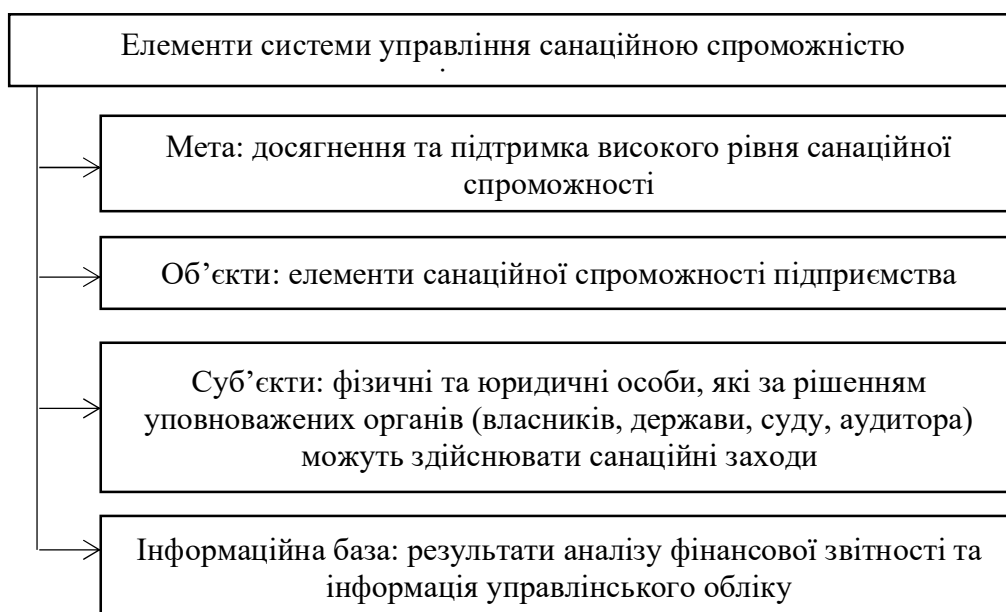 Елементи системи управління санаційною спроможністю
Мета: досягнення та підтримка високого рівня санаційної
спроможності
Об’єкти: елементи санаційної спроможності підприємства
Суб’єкти: фізичні та юридичні особи, які за рішенням
уповноважених органів (власників, держави, суду, аудитора)
можуть здійснювати санаційні заходи
Інформаційна база: результати аналізу фінансової звітності та
інформація управлінського обліку